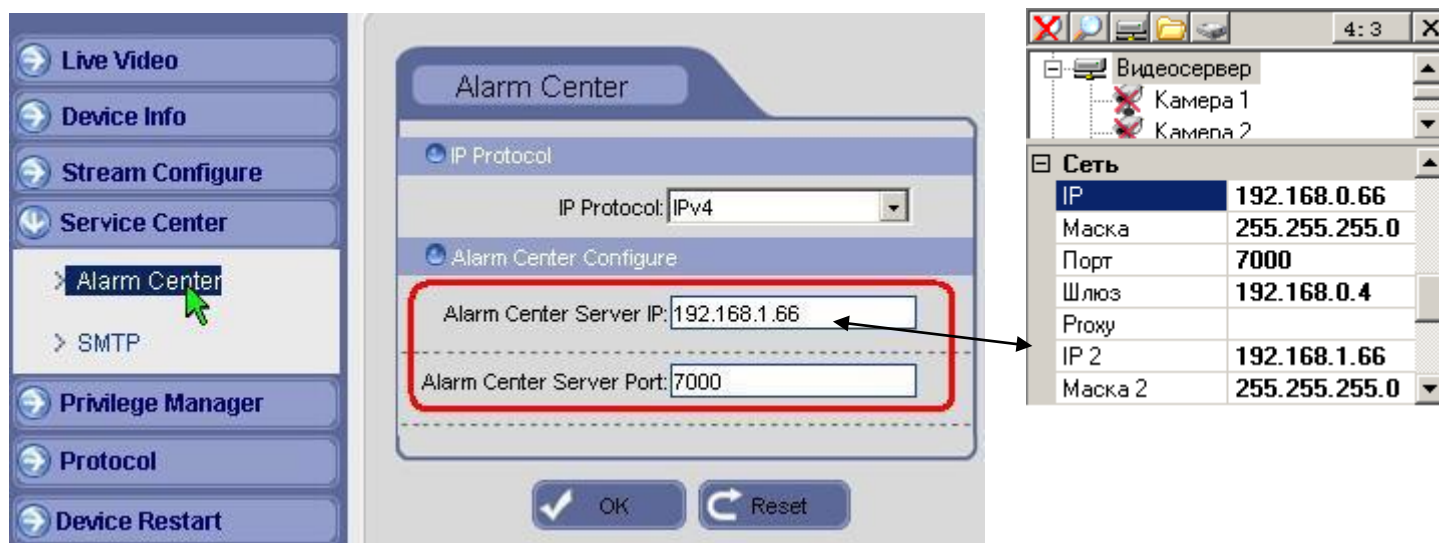 Live Video
Device Info
Stream Configure
Service Center
> Alarm Center
> SMTP
Privilege Manager
Protocol
Device Restart
Alarm Center
IP Protocol
IP Protocol: IPv4
Alarm Center Configure
Alarm Center Server IP: 192.168.1.66
Alarm Center Server Port: 7000
OK Reset
4:3 X
Видеосервер
Камера 1
Камера 2
Сеть
IP 192.168.0.66
Маска 255.255.255.0
Порт 7000
Шлюз 192.168.0.4
Proxy
IP 2 192.168.1.66
Маска 2 255.255.255.0